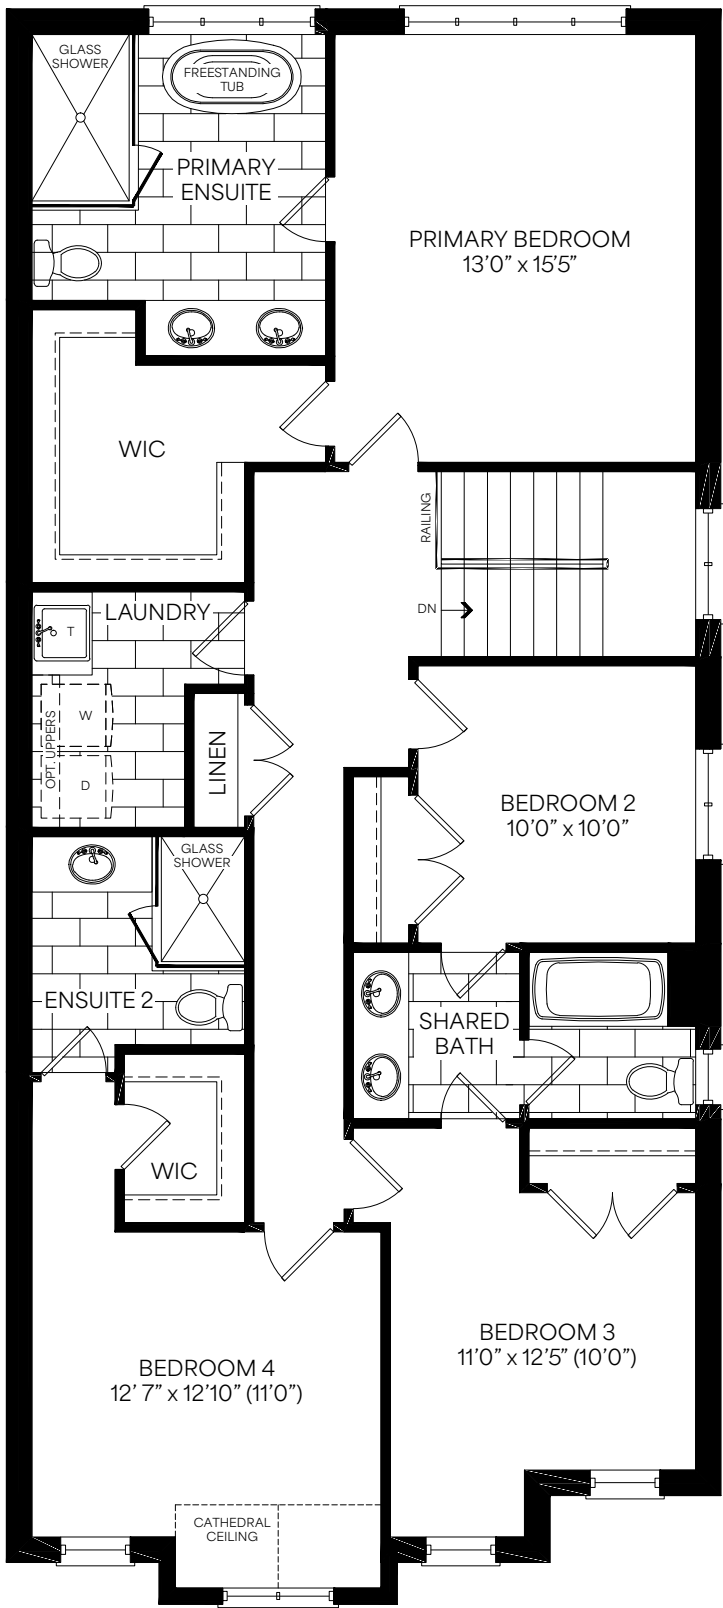 GLASS
SHOWER
FREESTANDING
TUB
PRIMARY
ENSUITE
PRIMARY BEDROOM
13'0" x 15'5"
WIC
RAILING
DN
LAUNDRY
T
W
D
OPT. UPPERS
LINEN
BEDROOM 2
10'0" x 10'0"
GLASS
SHOWER
ENSUITE 2
SHARED
BATH
WIC
BEDROOM 3
11'0" x 12'5" (10'0")
BEDROOM 4
12' 7" x 12'10" (11'0")
CATHEDRAL
CEILING